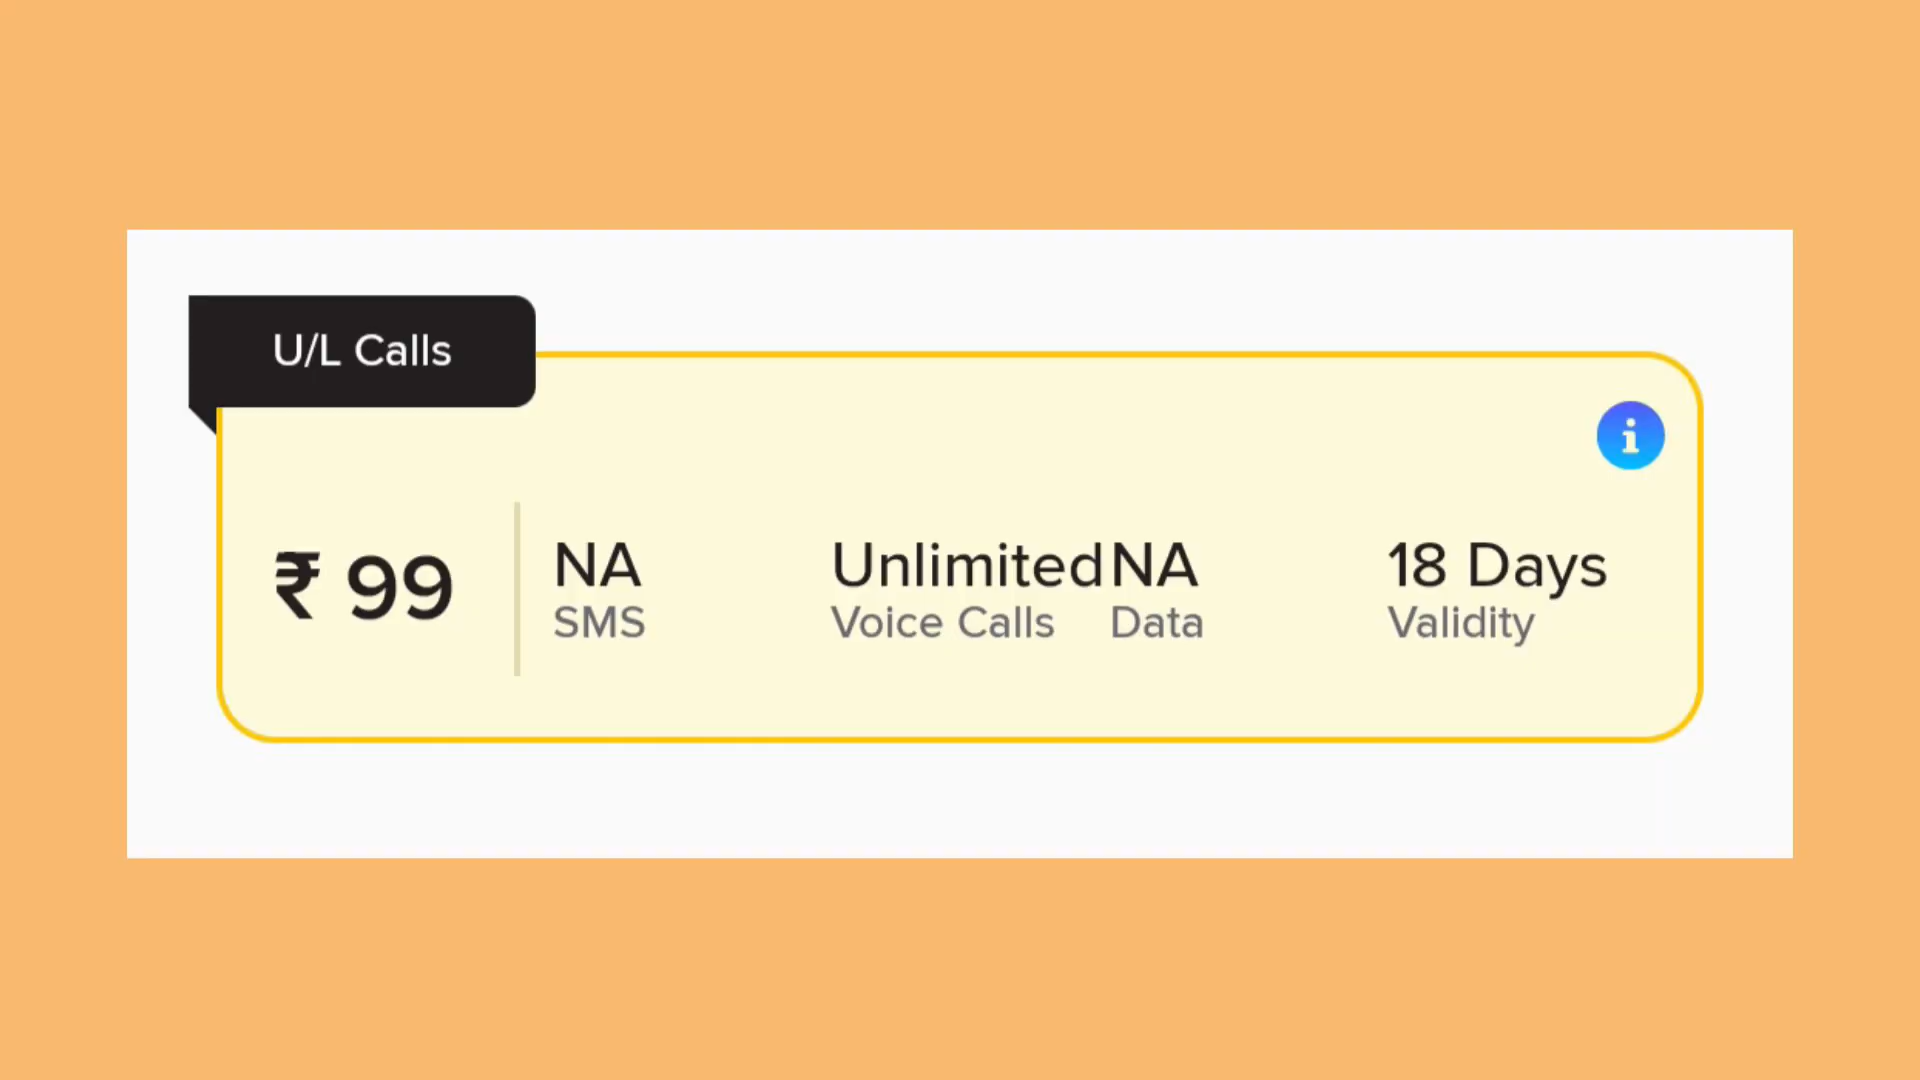 U/L Calls
i
₹ 99
NA
SMS
Unlimited
Voice Calls
NA
Data
18 Days
Validity